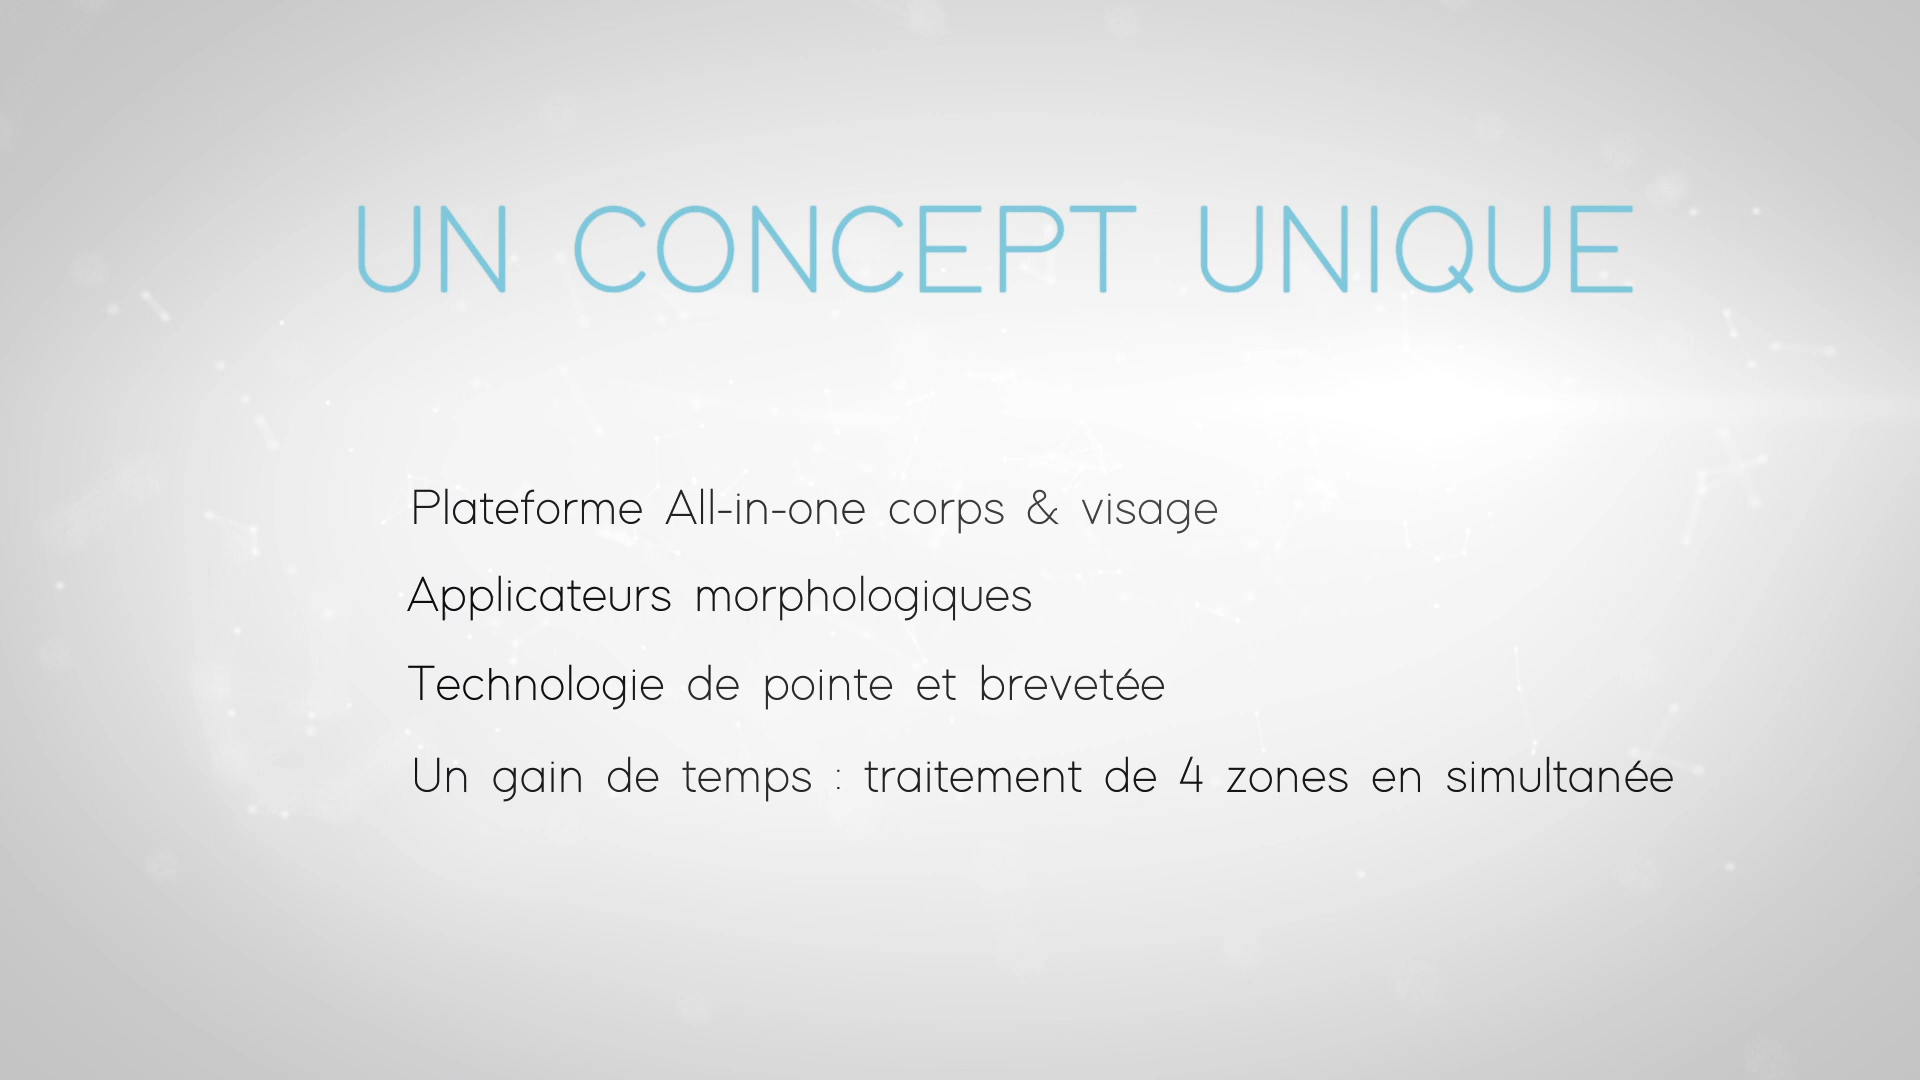 UN CONCEPT UNIQUE
Plateforme All-in-one corps & visage
Applicateurs morphologiques
Technologie de pointe et brevetée
Un gain de temps : traitement de 4 zones en simultanée